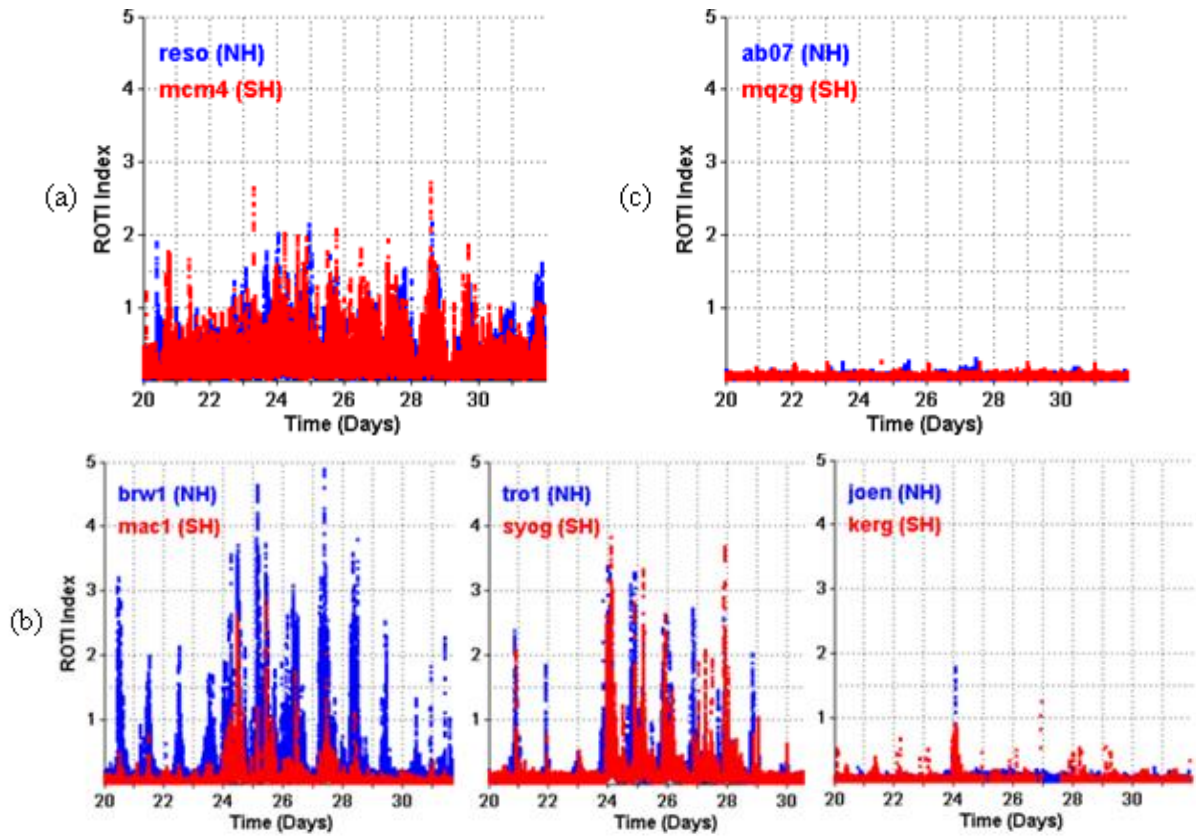 (a)
ROTI Index
5
4
3
2
1
reso (NH)
mcm4 (SH)
20 22 24 26 28 30
Time (Days)
(c)
ROTI Index
5
4
3
2
1
ab07 (NH)
mqzg (SH)
20 22 24 26 28 30
Time (Days)
(b)
ROTI Index
5
4
3
2
1
brw1 (NH)
mac1 (SH)
20 22 24 26 28 30
Time (Days)
5
4
3
2
1
tro1 (NH)
syog (SH)
20 22 24 26 28 30
Time (Days)
5
4
3
2
1
joen (NH)
kerg (SH)
20 22 24 26 28 30
Time (Days)